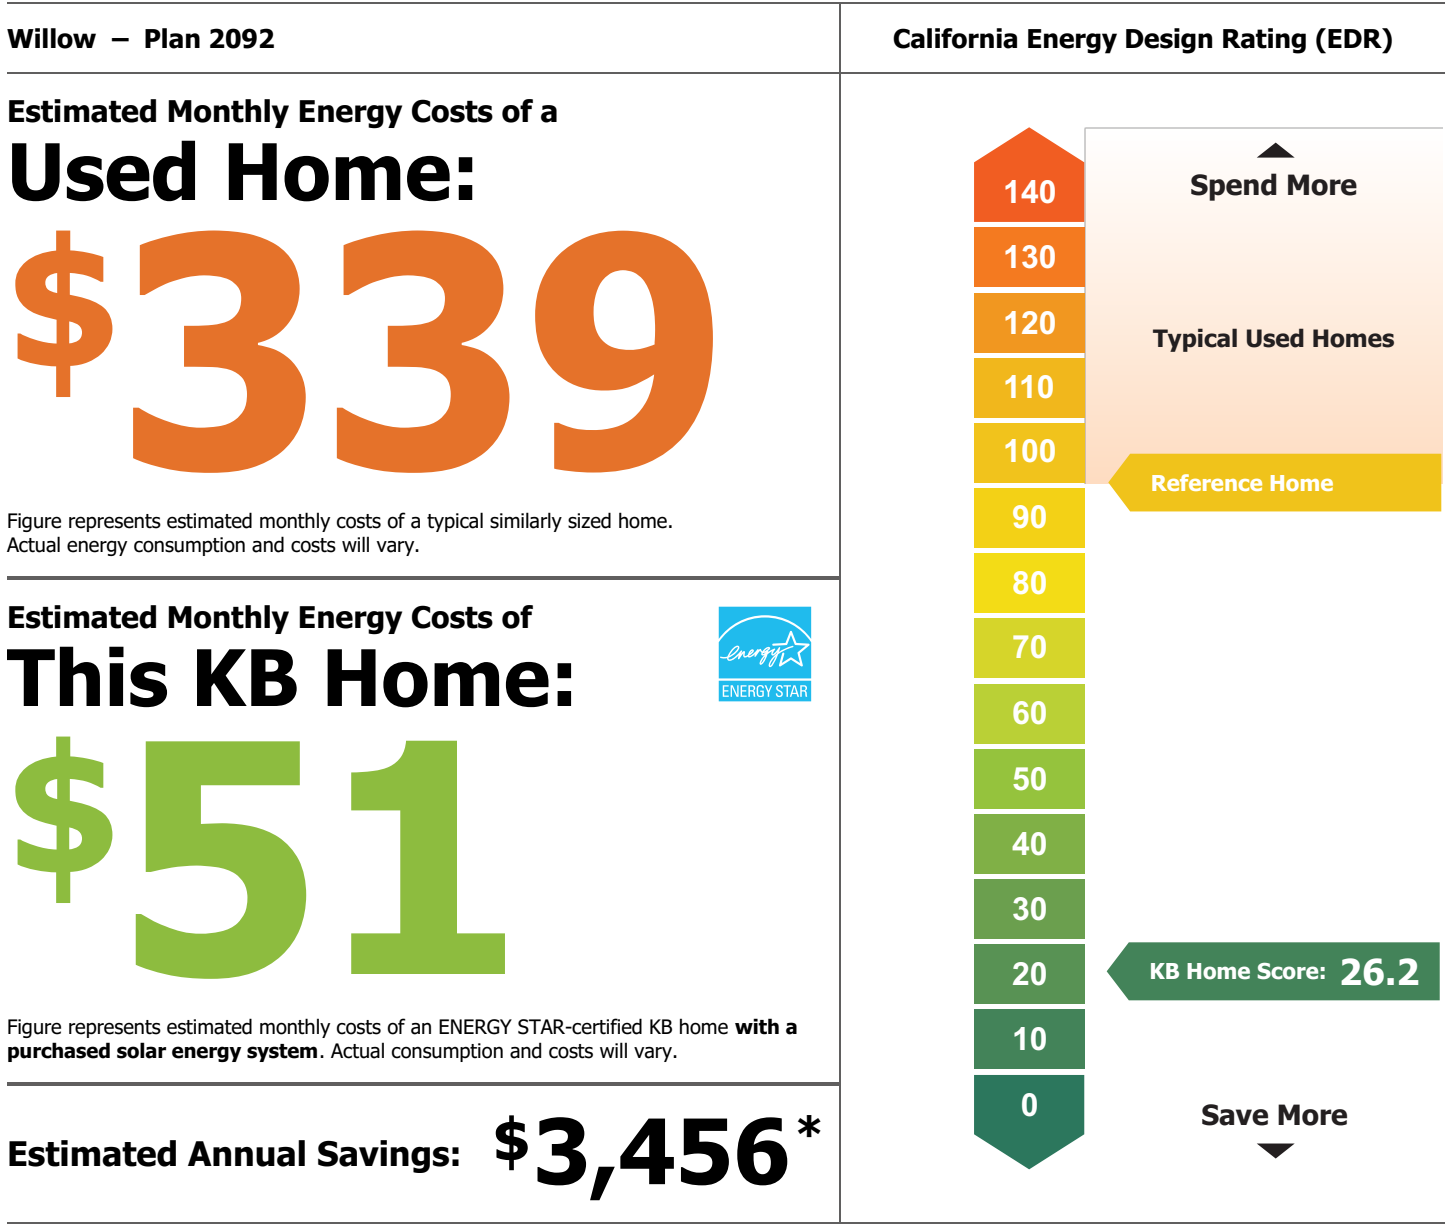 Willow – Plan 2092
Estimated Monthly Energy Costs of a
Used Home:
$339
Figure represents estimated monthly costs of a typical similarly sized home.
Actual energy consumption and costs will vary.
Estimated Monthly Energy Costs of
This KB Home:
energy
ENERGY STAR
$51
Figure represents estimated monthly costs of an ENERGY STAR-certified KB home with a
purchased solar energy system. Actual consumption and costs will vary.
Estimated Annual Savings: $3,456*
California Energy Design Rating (EDR)
140
Spend More
130
120
Typical Used Homes
110
100
Reference Home
90
80
70
60
50
40
30
20
KB Home Score: 26.2
10
0
Save More